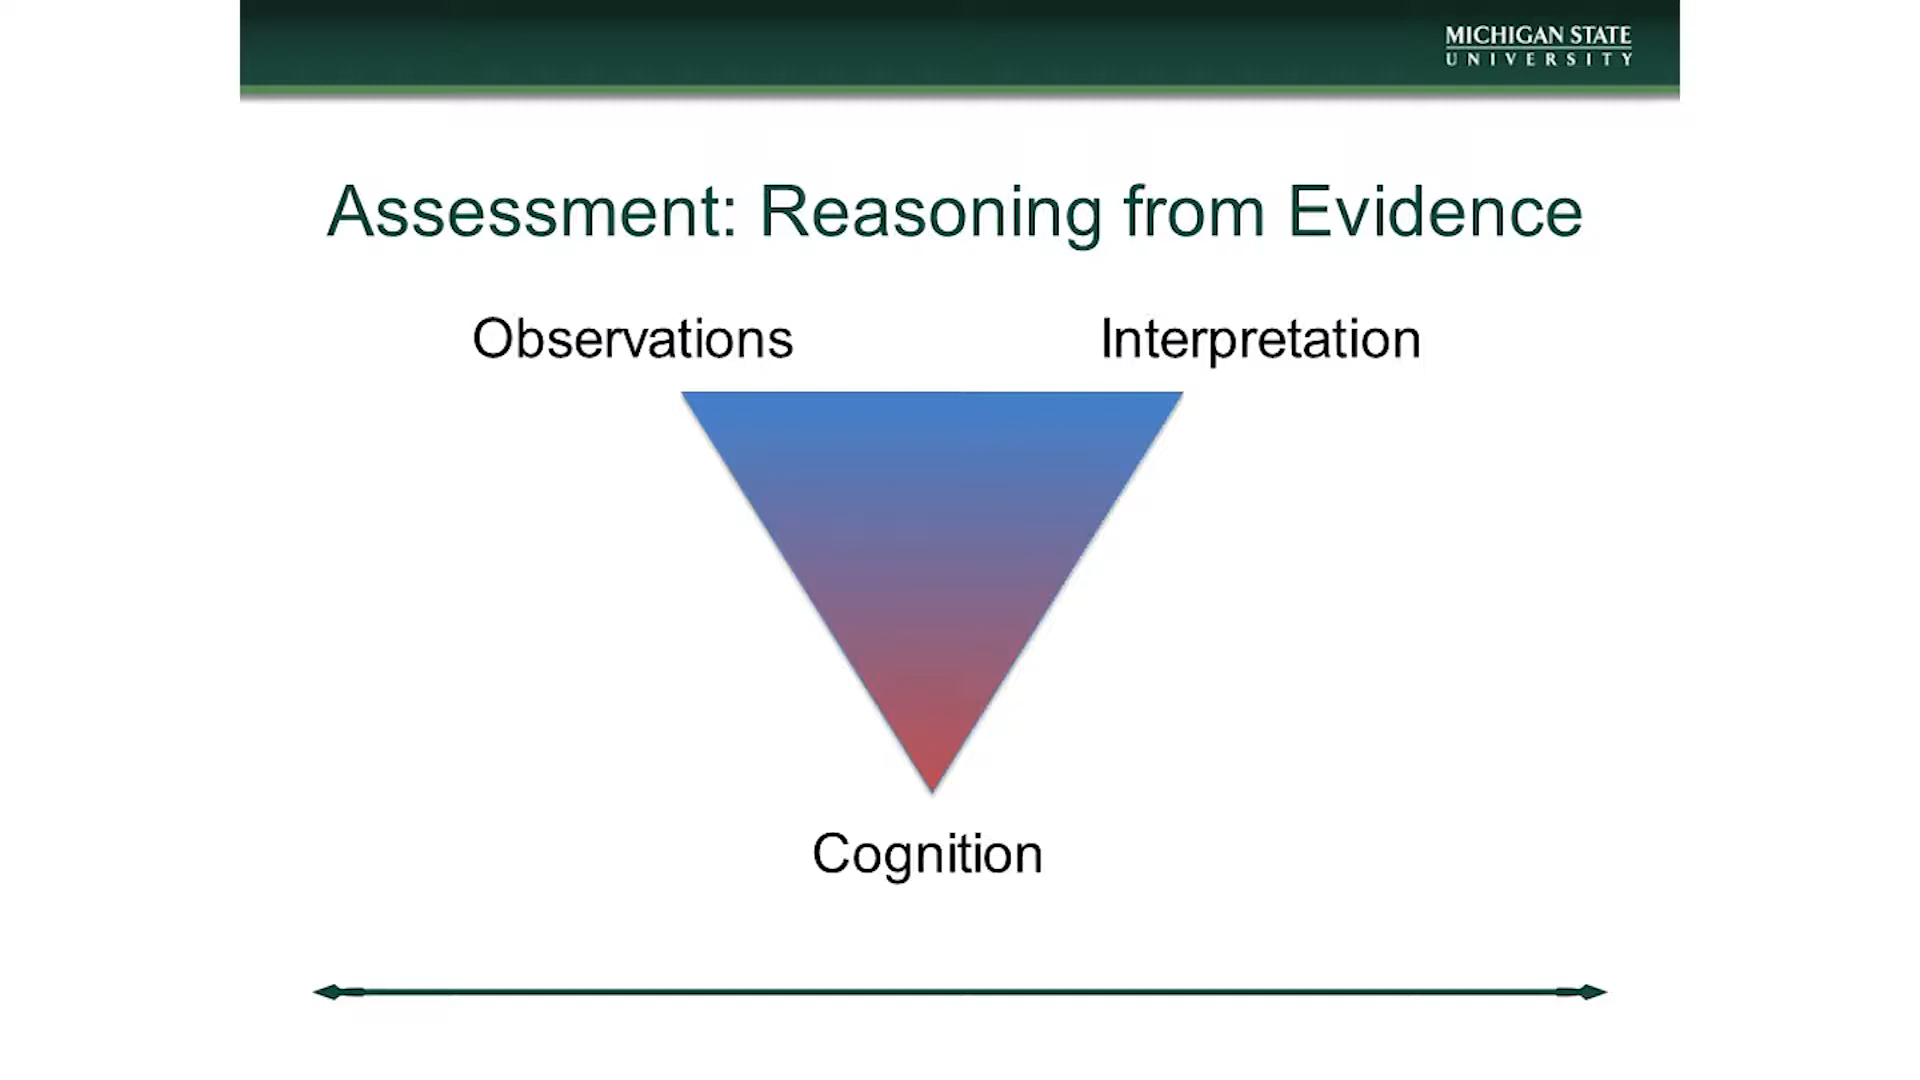 MICHIGAN STATE
UNIVERSITY
Assessment: Reasoning from Evidence
Observations
Interpretation
Cognition